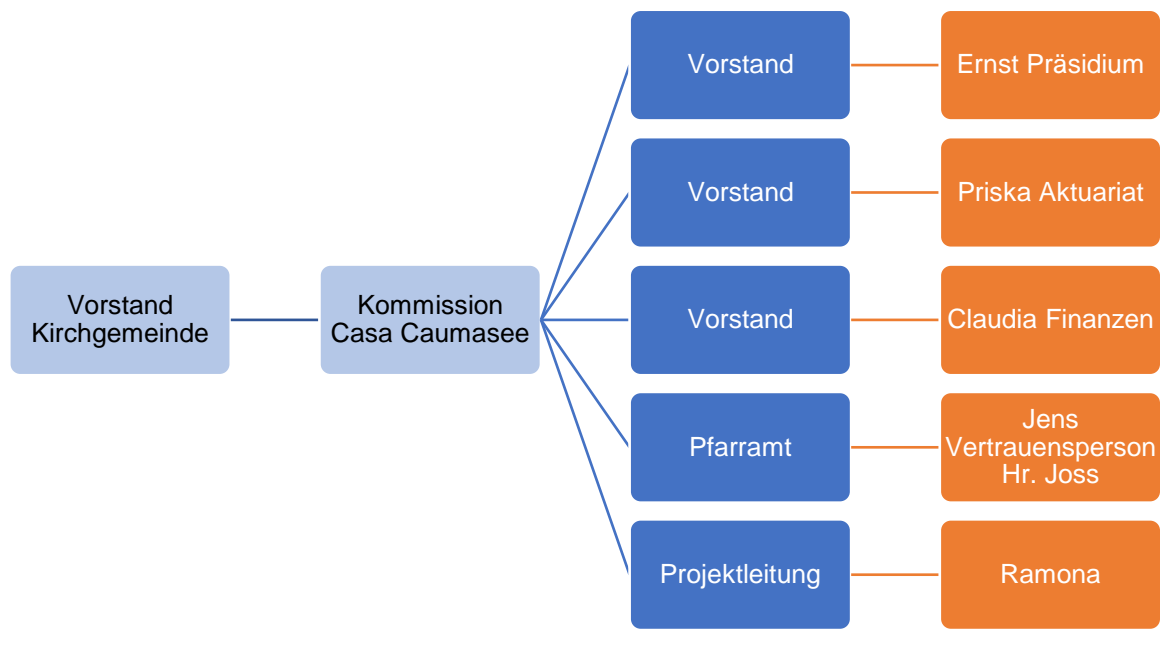 Vorstand
Kirchgemeinde
Kommission
Casa Caumasee
Vorstand
Ernst Präsidium
Vorstand
Priska Aktuariat
Vorstand
Claudia Finanzen
Pfarramt
Jens
Vertrauensperson
Hr. Joss
Projektleitung
Ramona